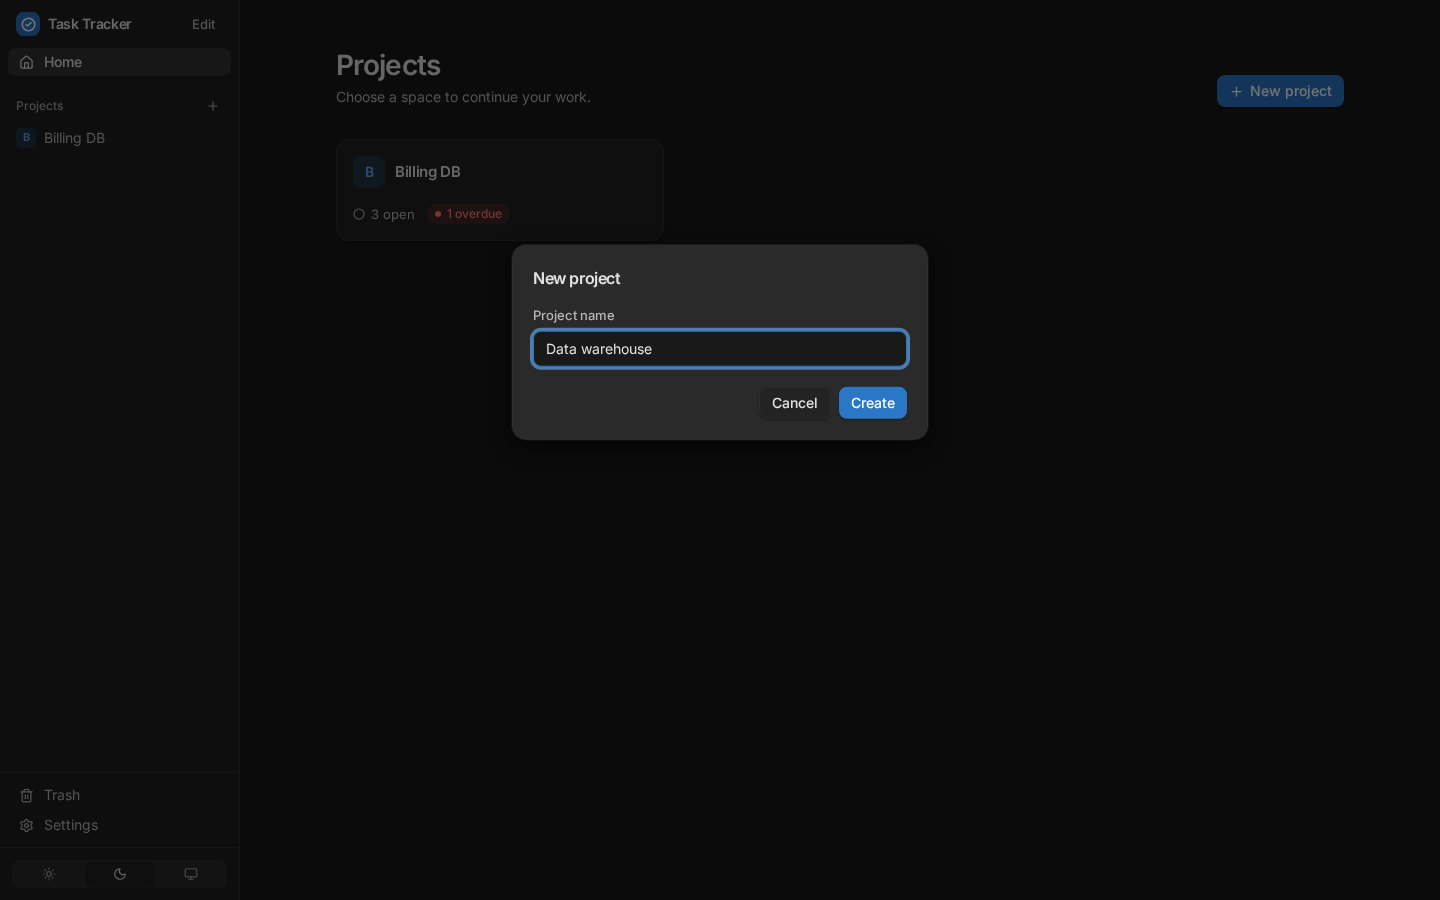 Task Tracker
Edit
Home
Projects
B Billing DB
Trash
Settings
Projects
Choose a space to continue your work.
New project
B Billing DB
3 open
1 overdue
New project
Project name
Data warehouse
Cancel
Create